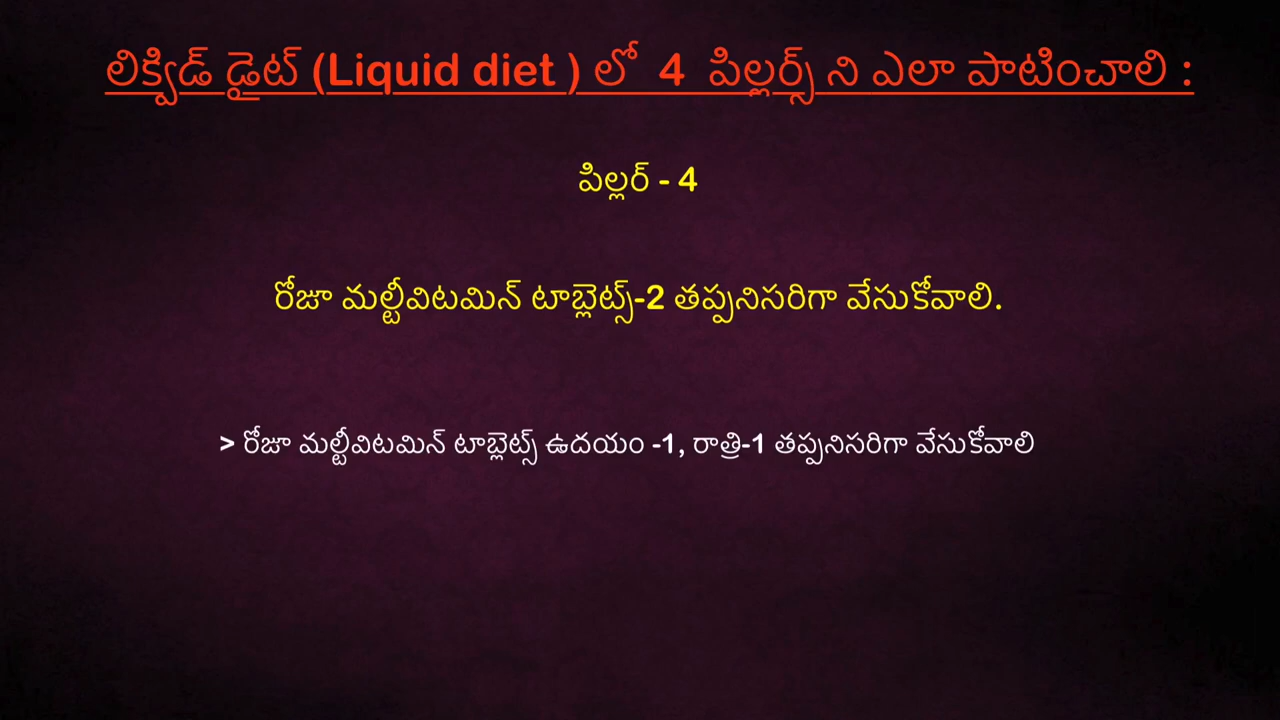 లిక్విడ్ డైట్ (Liquid diet ) లో 4 పిల్లర్స్ ని ఎలా పాటించాలి :
పిల్లర్ - 4
రోజూ మల్టీవిటమిన్ టాబ్లెట్స్-2 తప్పనిసరిగా వేసుకోవాలి.
> రోజూ మల్టీవిటమిన్ టాబ్లెట్స్ ఉదయం -1, రాత్రి-1 తప్పనిసరిగా వేసుకోవాలి